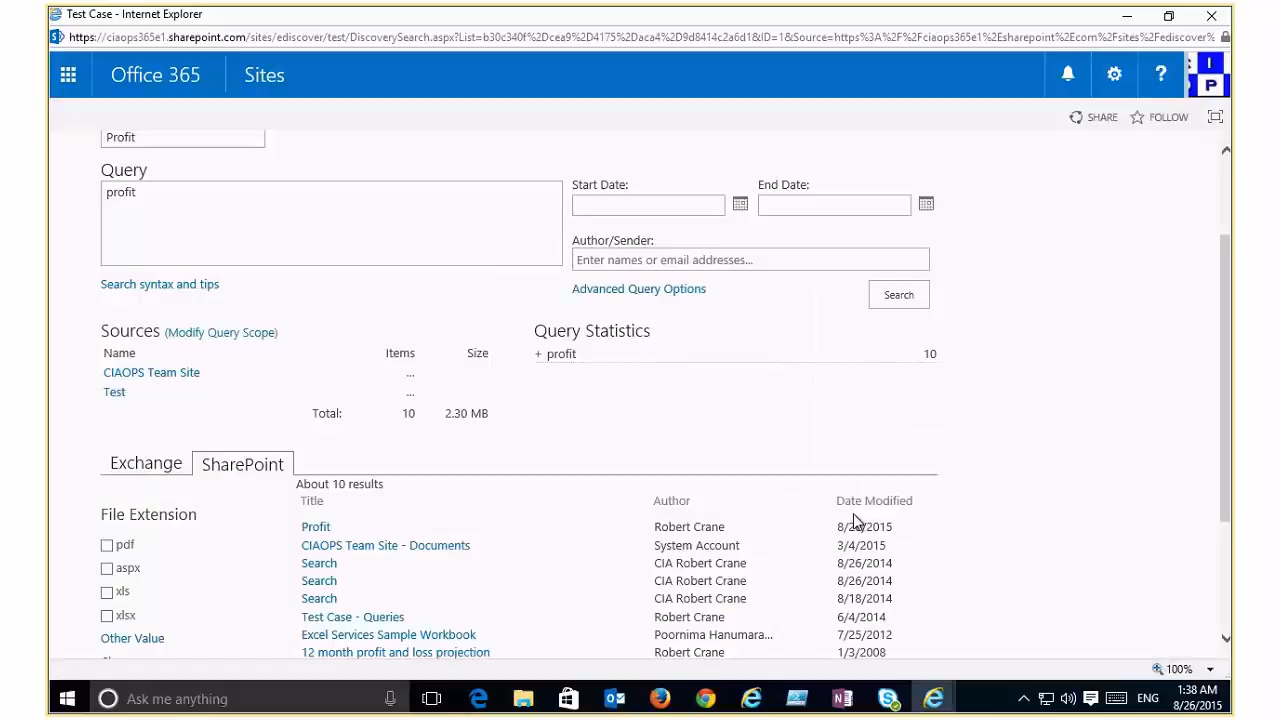 Test Case - Internet Explorer
https://ciaops365e1.sharepoint.com/sites/ediscover/test/DiscoverySearch.aspx?List=b30c340f%2Dcea9%2D4175%2Daca4%2D9d8414c2a6d1&ID=1&Source=https%3A%2F%2Fciaops365e1%2Esharepoint%2Ecom%2Fsites%2Fediscover%
Office 365 Sites ? I P
SHARE FOLLOW
Profit
Query
profit
Start Date: End Date:
Author/Sender:
Enter names or email addresses...
Search syntax and tips
Advanced Query Options
Search
Sources (Modify Query Scope)
Query Statistics
Name Items Size
+ profit 10
CIAOPS Team Site ...
Test ...
Total: 10 2.30 MB
Exchange SharePoint
About 10 results
Title Author Date Modified
File Extension
pdf
aspx
xls
xlsx
Other Value
Profit Robert Crane
CIAOPS Team Site - Documents System Account 3/4/2015
Search CIA Robert Crane 8/26/2014
Search CIA Robert Crane 8/26/2014
Search CIA Robert Crane 8/18/2014
Test Case - Queries Robert Crane 6/4/2014
Excel Services Sample Workbook Poornima Hanumara... 7/25/2012
12 month profit and loss projection Robert Crane 1/3/2008
100%
Ask me anything
ENG
1:38 AM
8/26/2015